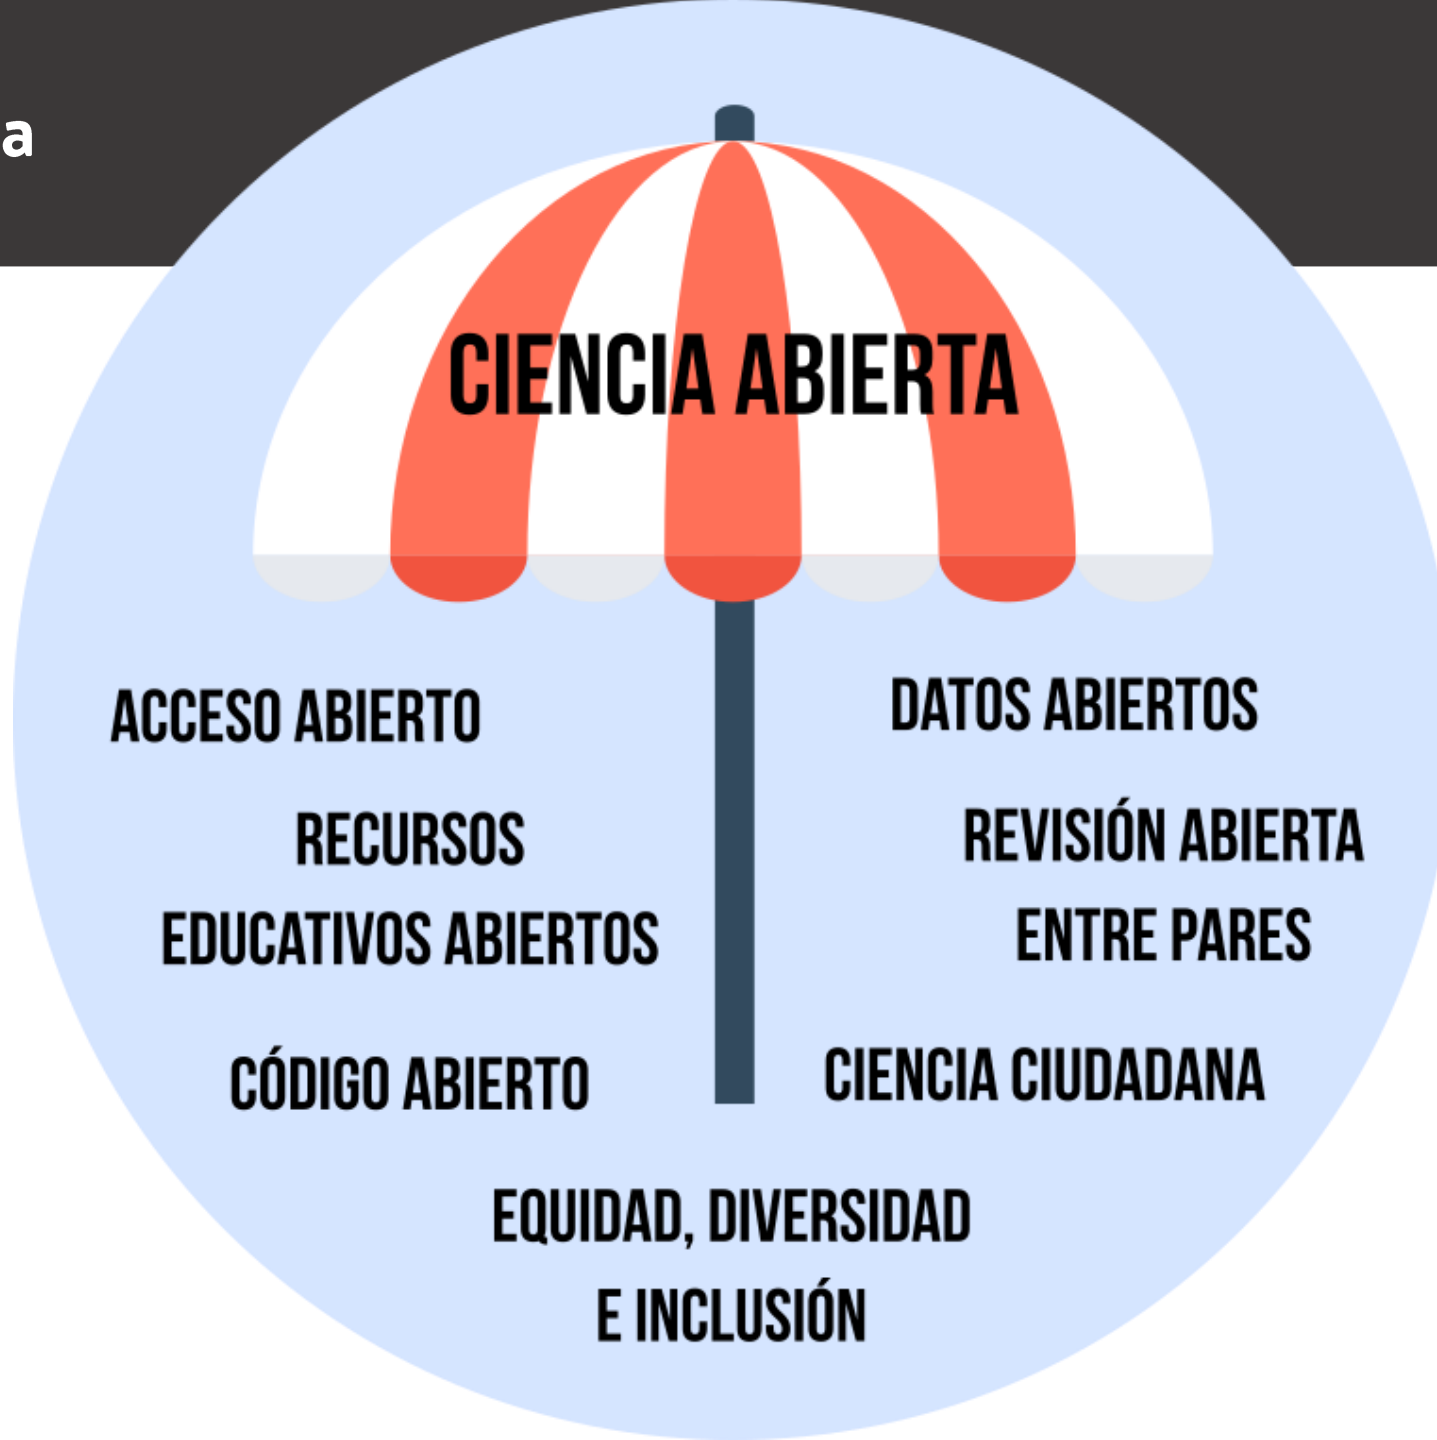 a
CIENCIA ABIERTA
ACCESO ABIERTO
RECURSOS
EDUCATIVOS ABIERTOS
CÓDIGO ABIERTO
DATOS ABIERTOS
REVISIÓN ABIERTA
ENTRE PARES
CIENCIA CIUDADANA
EQUIDAD, DIVERSIDAD
E INCLUSIÓN